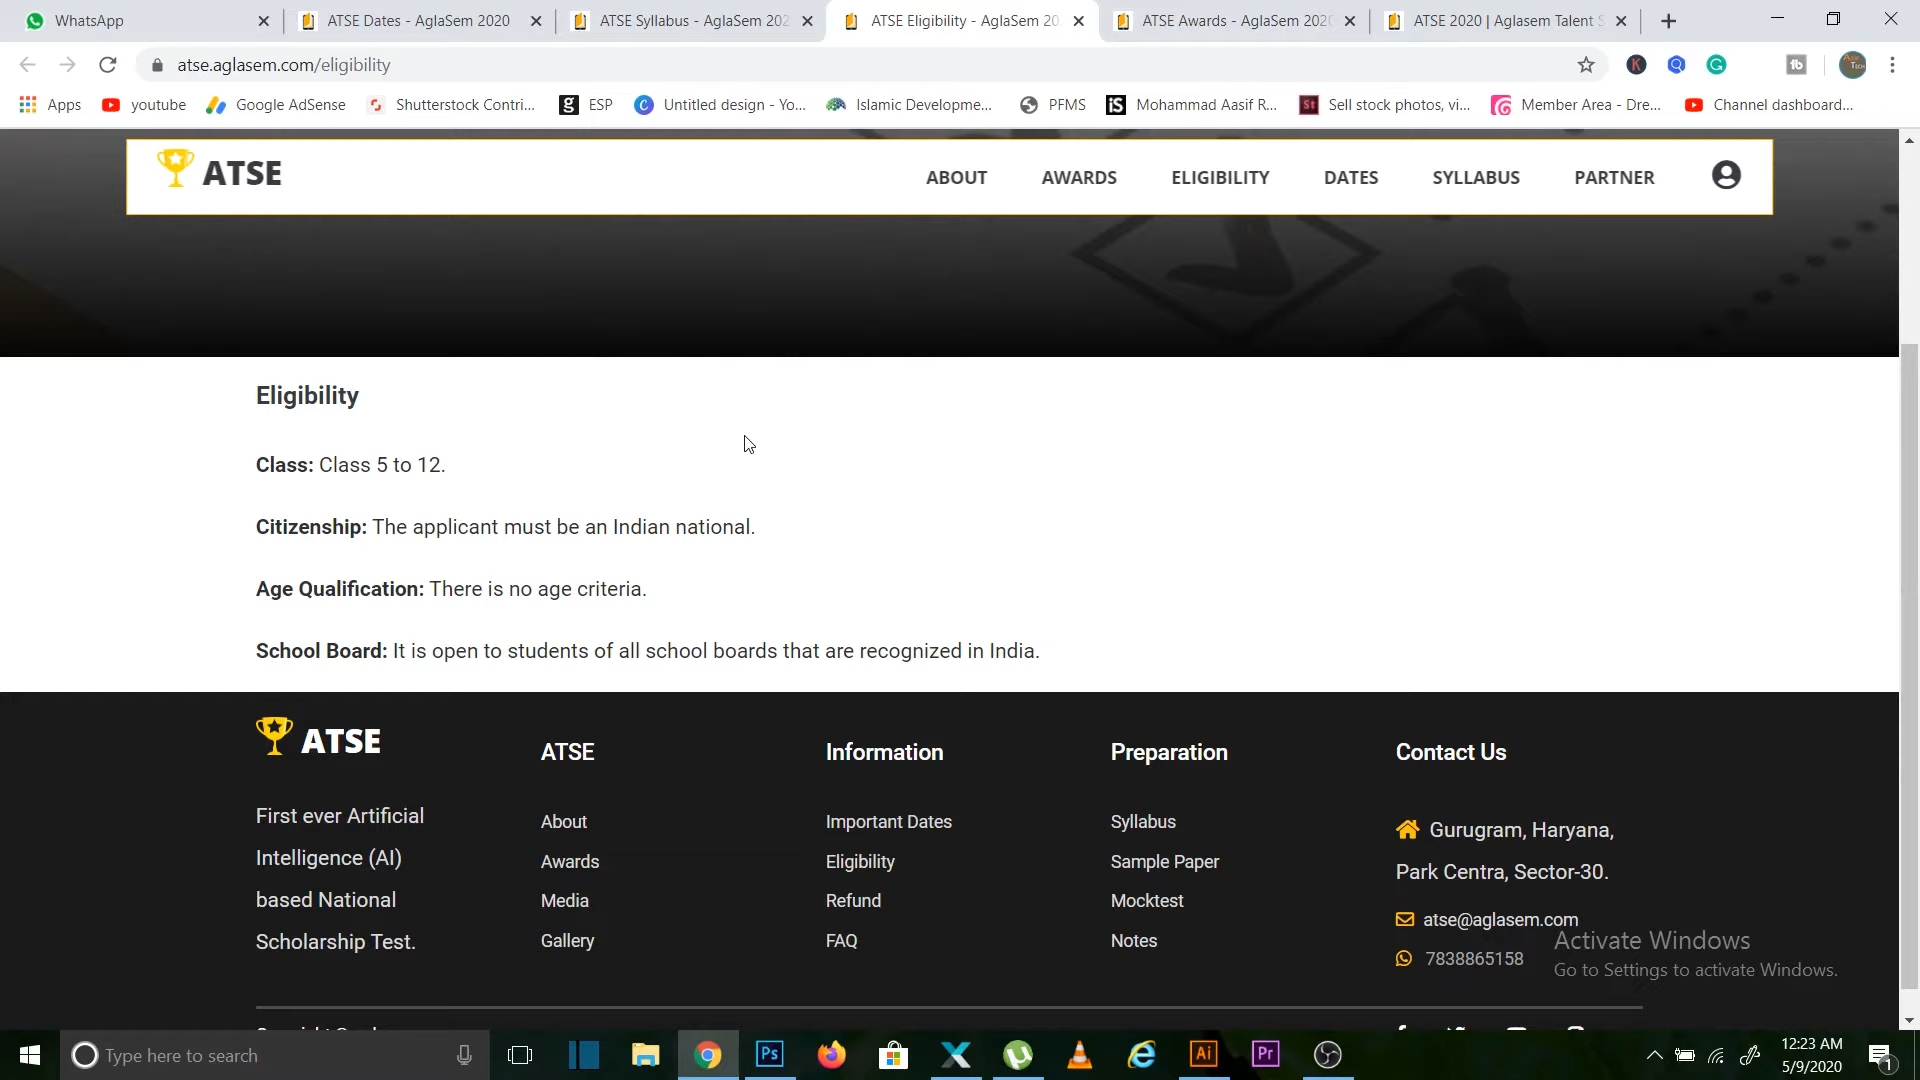 WhatsApp
ATSE Dates - AglaSem 2020
ATSE Syllabus - AglaSem 202
ATSE Eligibility - AglaSem 20
ATSE Awards - AglaSem 2020
ATSE 2020 | Aglasem Talent S
atse.aglasem.com/eligibility
Apps
youtube
Google AdSense
Shutterstock Contri...
ESP
Untitled design - Yo...
Islamic Developme...
PFMS
Mohammad Aasif R...
Sell stock photos, vi...
Member Area - Dre...
Channel dashboard...
ATSE
ABOUT
AWARDS
ELIGIBILITY
DATES
SYLLABUS
PARTNER
Eligibility
Class: Class 5 to 12.
Citizenship: The applicant must be an Indian national.
Age Qualification: There is no age criteria.
School Board: It is open to students of all school boards that are recognized in India.
ATSE
First ever Artificial
Intelligence (AI)
based National
Scholarship Test.
ATSE
About
Awards
Media
Gallery
Information
Important Dates
Eligibility
Refund
FAQ
Preparation
Syllabus
Sample Paper
Mocktest
Notes
Contact Us
Gurugram, Haryana,
Park Centra, Sector-30.
atse@aglasem.com
7838865158
Activate Windows
Go to Settings to activate Windows.
Type here to search
12:23 AM
5/9/2020
1